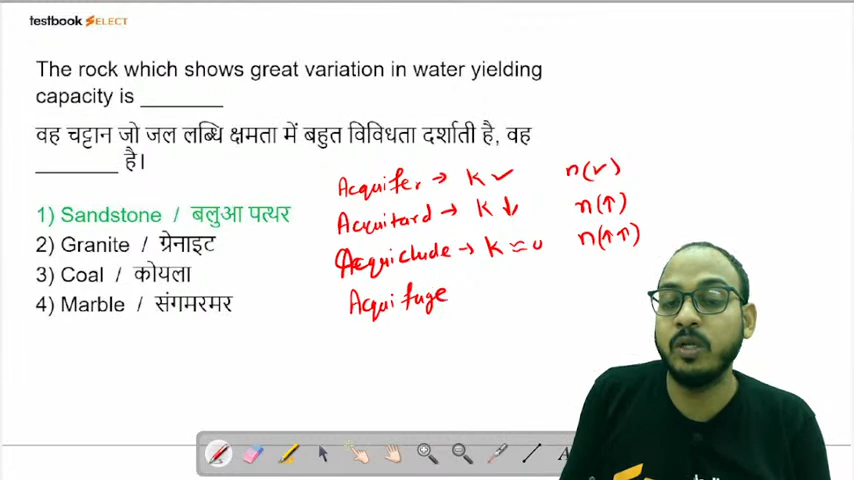 testbook SELECT
The rock which shows great variation in water yielding
capacity is ________
वह चट्टान जो जल लब्धि क्षमता में बहुत विविधता दर्शाती है, वह
________ है।
1) Sandstone / बलुआ पत्थर
2) Granite / ग्रेनाइट
3) Coal / कोयला
4) Marble / संगमरमर
Acquifer → K ✓ n(✓)
Acquitard → K ↓ n(↑)
Acquiclude → K ≈ 0 n(↑↑)
Acquifuge
A